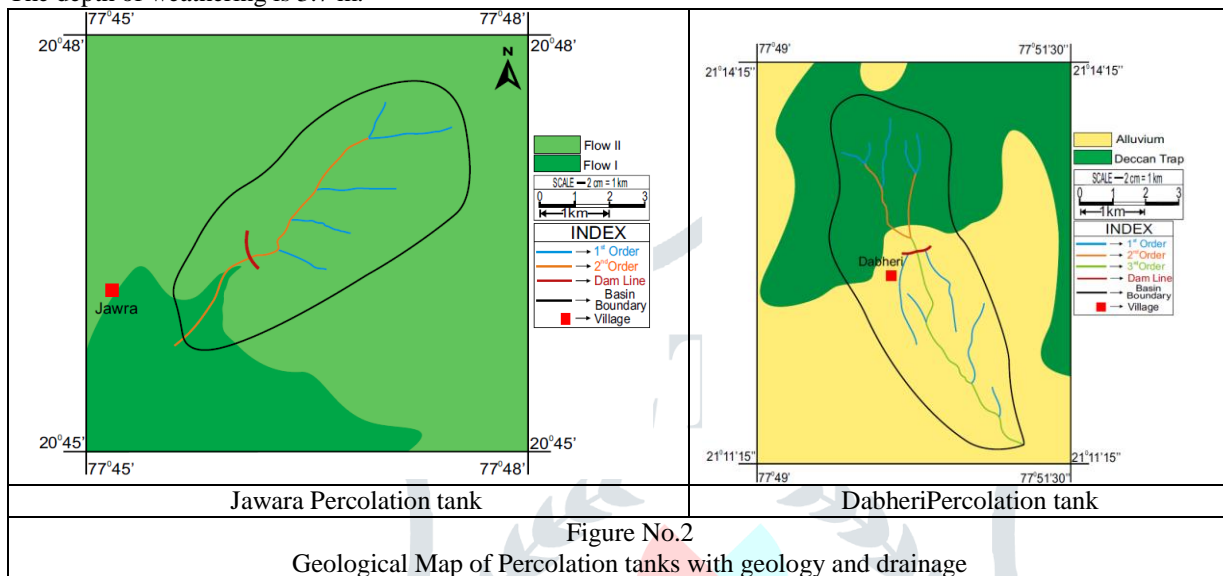 The depth of weathering is 3.7 m.
77°45' 77°48'
20°48' 20°48'
N
Jawra
20°45' 20°45'
77°45' 77°48'
Flow II
Flow I
SCALE — 2 cm = 1 km
0 1 2 3
1km
INDEX
1st Order
2nd Order
Dam Line
Basin
Boundary
Village
77°49' 77°51'30"
21°14'15" 21°14'15"
Dabheri
21°11'15" 21°11'15"
77°49' 77°51'30"
Alluvium
Deccan Trap
SCALE — 2 cm = 1 km
0 1 2 3
1km
INDEX
1st Order
2nd Order
3rd Order
Dam Line
Basin
Boundary
Village
Jawara Percolation tank
DabheriPercolation tank
Figure No.2
Geological Map of Percolation tanks with geology and drainage